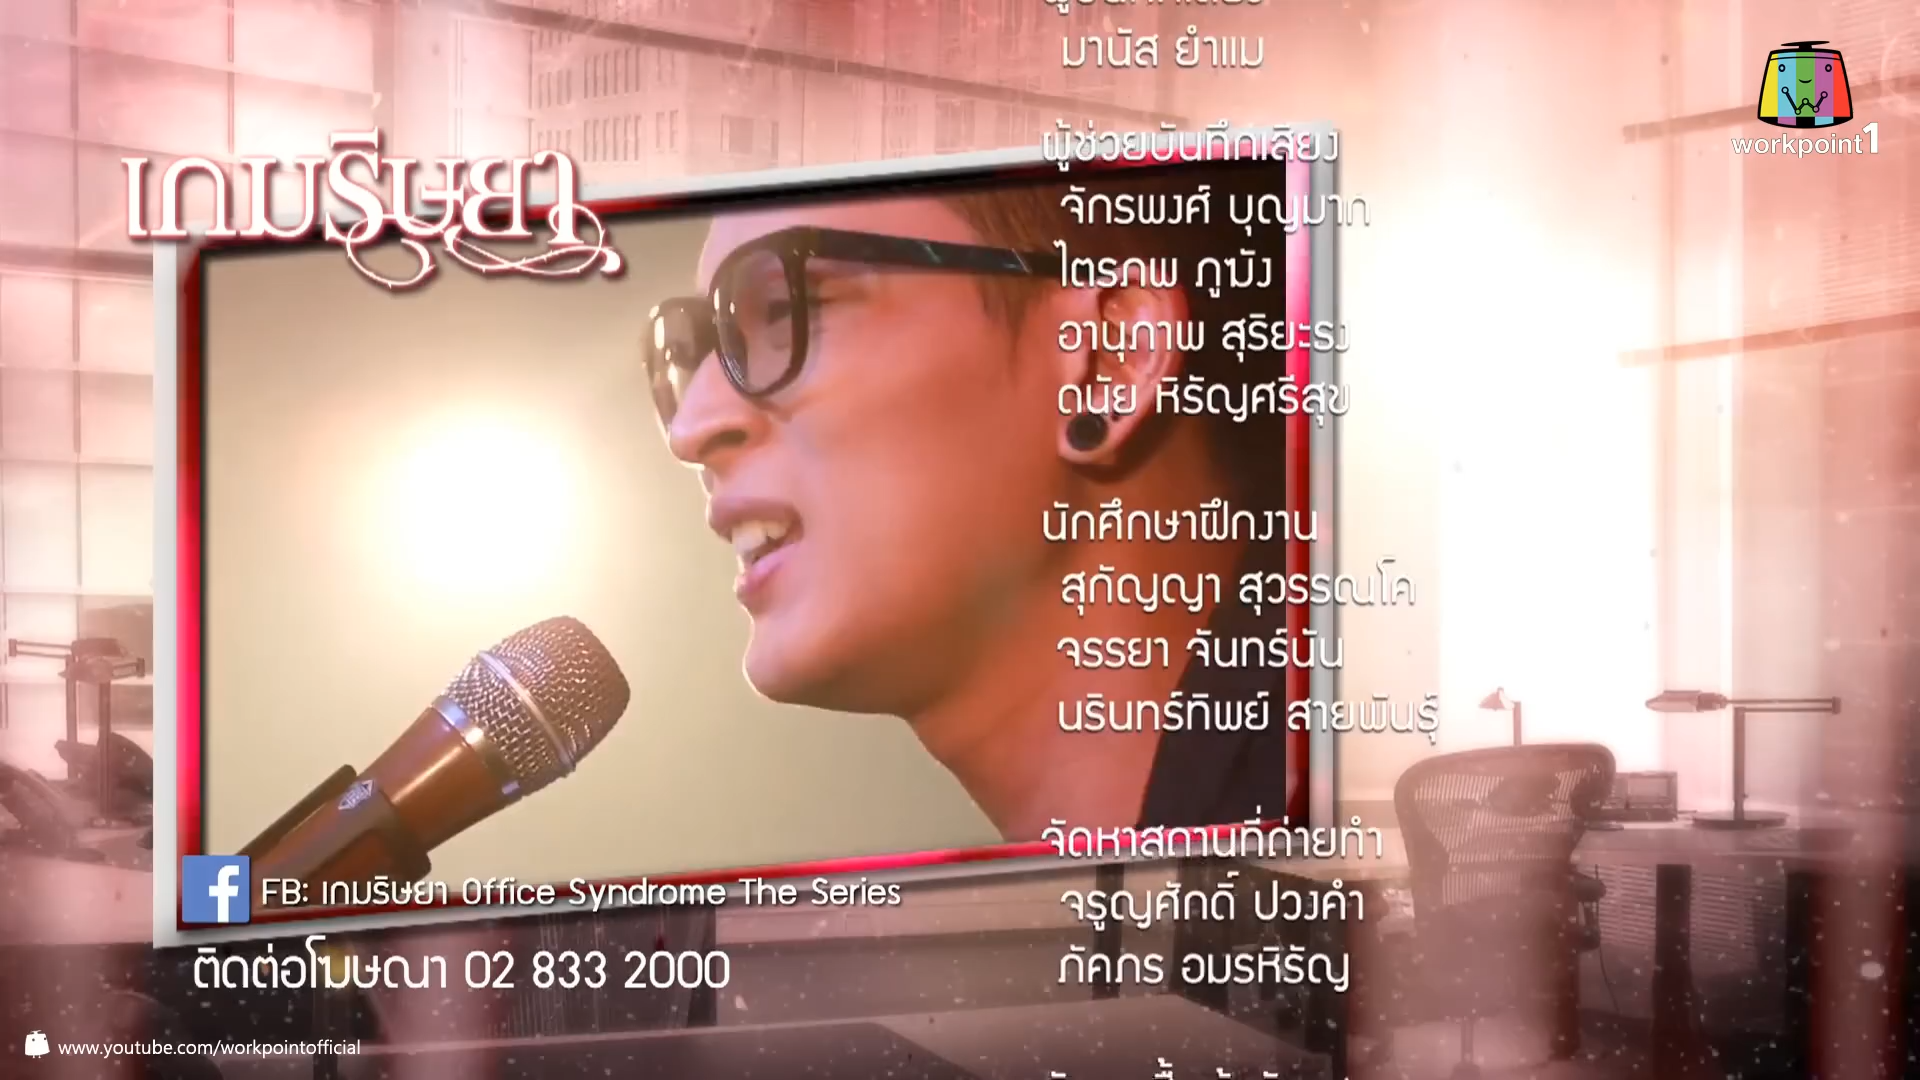 มานัส ยำแม
workpoint1
เกมริษยา
ผู้ช่วยบันทึกเสียง
จักรพงศ์ บุญมาก
ไตรภพ ภูฆัง
อานุภาพ สุริยะธง
ดนัย หิรัญศรีสุข
นักศึกษาฝึกงาน
สุกัญญา สุวรรณโค
จรรยา จันทร์นัน
นรินทร์ทิพย์ สายพันธุ์
จัดหาสถานที่ถ่ายทำ
จรูญศักดิ์ ปวงคำ
ภัคภร อมรหิรัญ
FB: เกมริษยา Office Syndrome The Series
ติดต่อโฆษณา 02 833 2000
www.youtube.com/workpointofficial